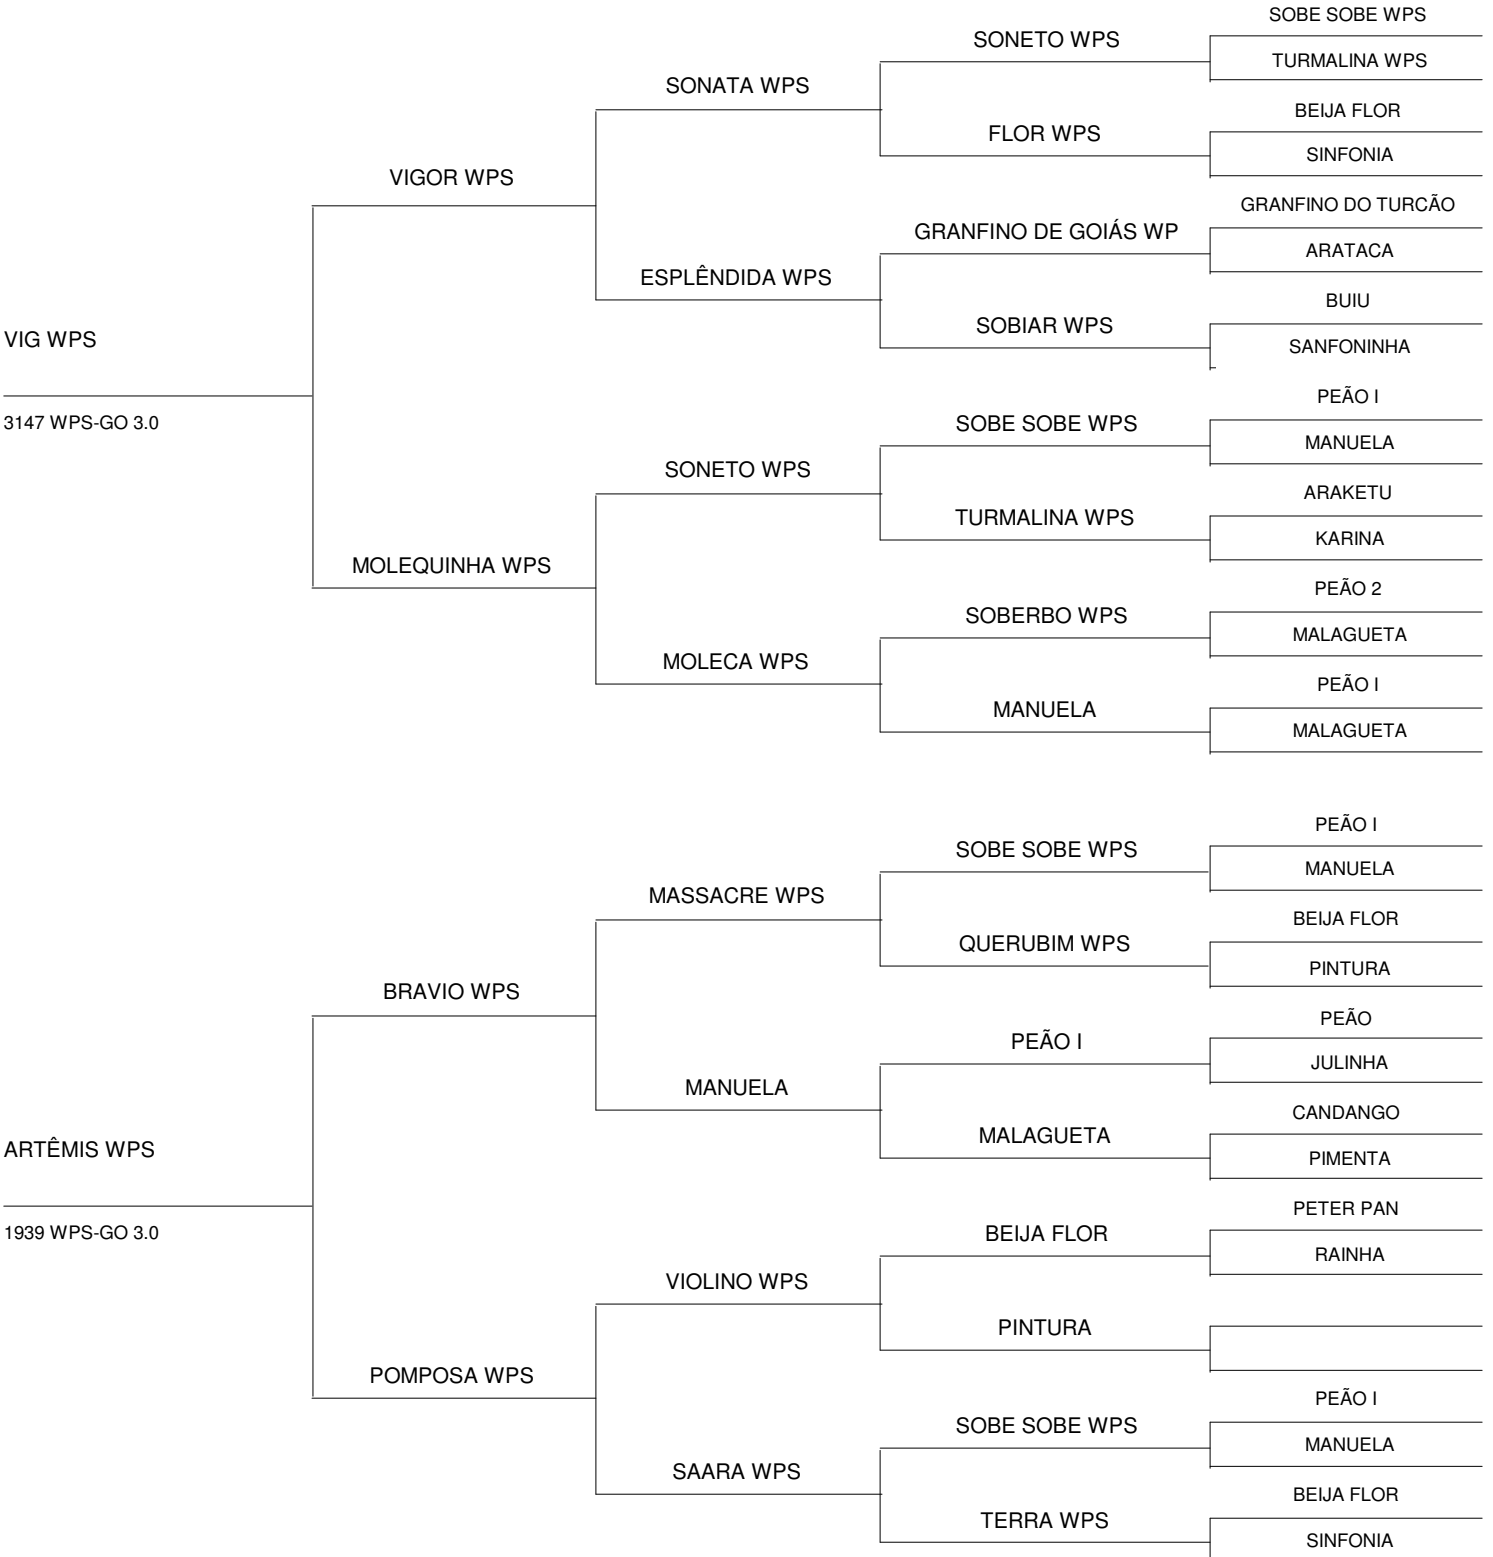 SOBE SOBE WPS
SONETO WPS
TURMALINA WPS
SONATA WPS
BEIJA FLOR
FLOR WPS
SINFONIA
VIGOR WPS
GRANFINO DO TURCÃO
GRANFINO DE GOIÁS WP
ARATACA
ESPLÊNDIDA WPS
BUIU
SOBIAR WPS
SANFONINHA
VIG WPS
3147 WPS-GO 3.0
PEÃO I
SOBE SOBE WPS
MANUELA
SONETO WPS
ARAKETU
TURMALINA WPS
KARINA
MOLEQUINHA WPS
PEÃO 2
SOBERBO WPS
MALAGUETA
MOLECA WPS
PEÃO I
MANUELA
MALAGUETA
PEÃO I
SOBE SOBE WPS
MANUELA
MASSACRE WPS
BEIJA FLOR
QUERUBIM WPS
PINTURA
BRAVIO WPS
PEÃO
PEÃO I
JULINHA
MANUELA
CANDANGO
MALAGUETA
PIMENTA
ARTÊMIS WPS
1939 WPS-GO 3.0
PETER PAN
BEIJA FLOR
RAINHA
VIOLINO WPS
PINTURA
POMPOSA WPS
PEÃO I
SOBE SOBE WPS
MANUELA
SAARA WPS
BEIJA FLOR
TERRA WPS
SINFONIA